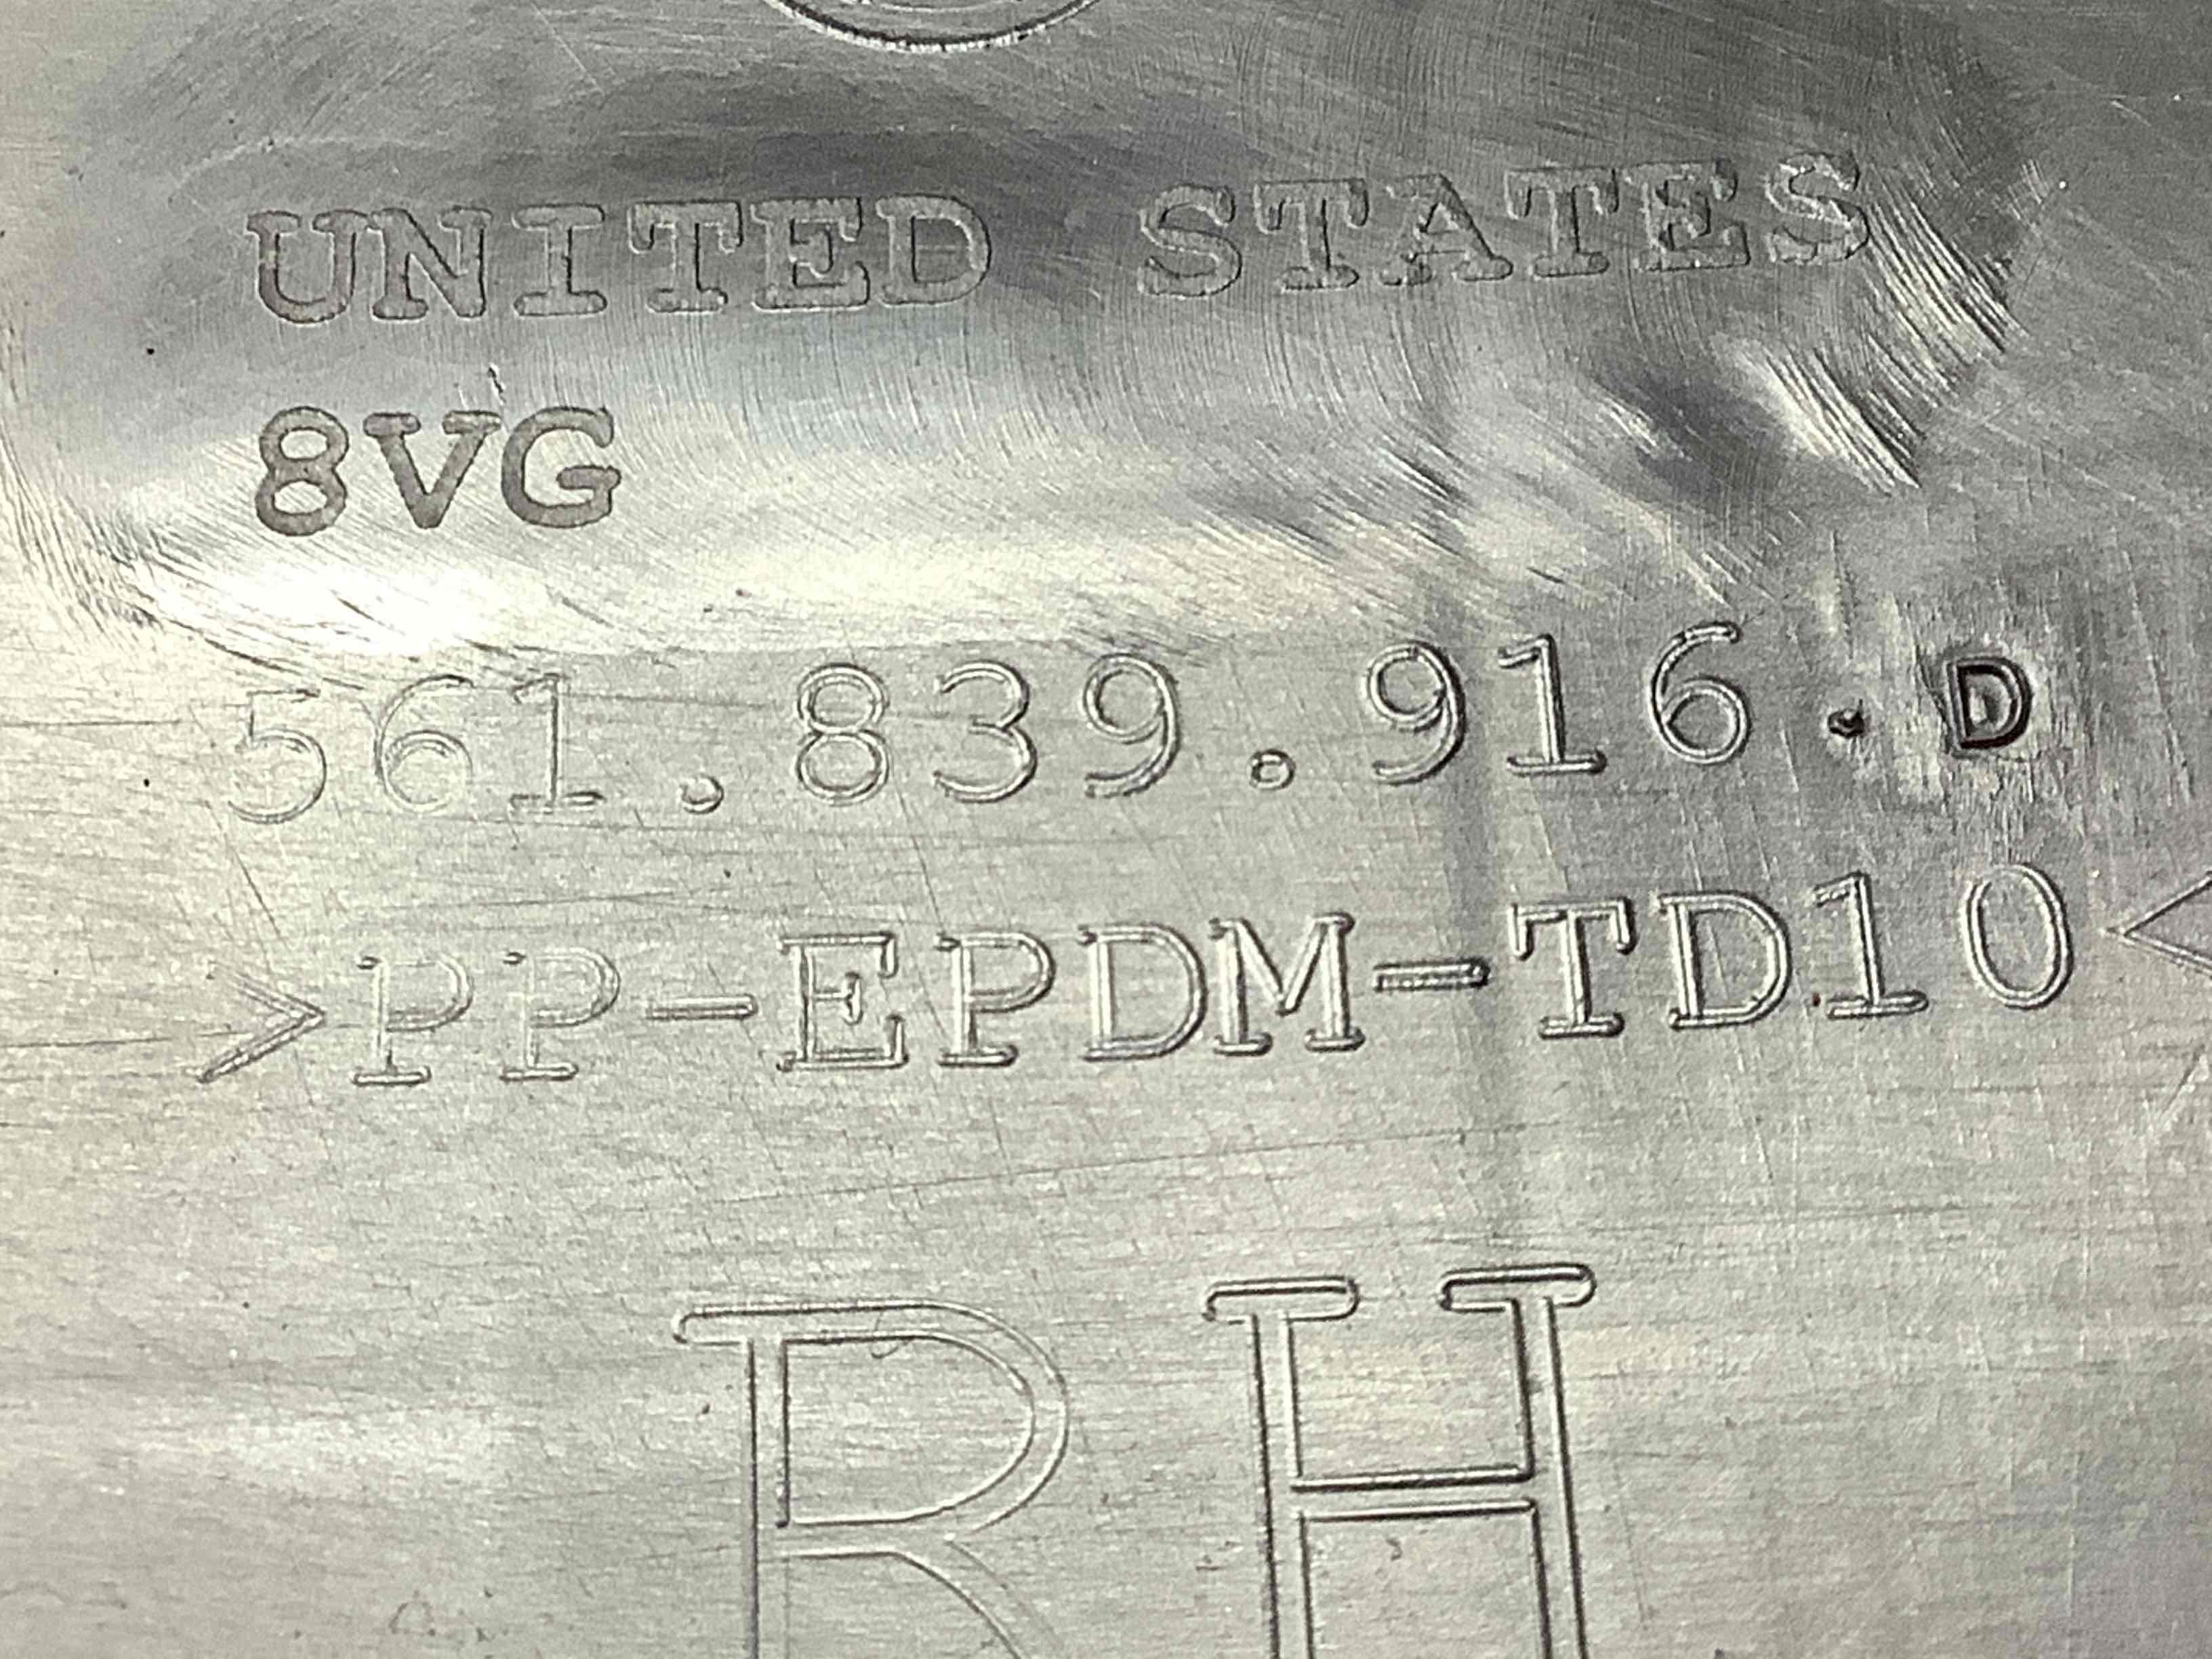 UNITED STATES
8VG
561.839.916.D
>PP-EPDM-TD10<
RH